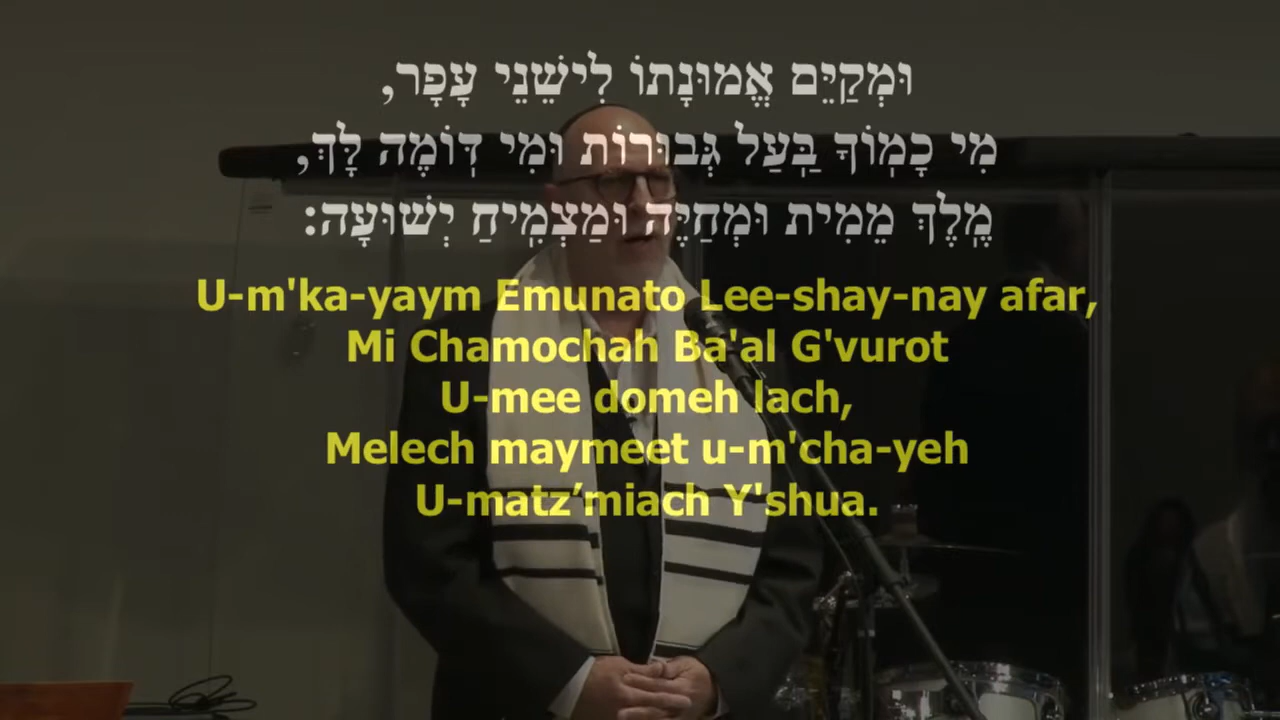 וּמְקַיֵּם אֱמוּנָתוֹ לִישֵׁנֵי עָפָר,
מִי כָמֽוֹךָ בַּֽעַל גְּבוּרוֹת וּמִי דּֽוֹמֶה לָּךְ,
מֶֽלֶךְ מֵמִית וּמְחַיֶּה וּמַצְמִֽיחַ יְשׁוּעָה׃
U-m'ka-yaym Emunato Lee-shay-nay afar,
Mi Chamochah Ba'al G'vurot
U-mee domeh lach,
Melech maymeet u-m'cha-yeh
U-matz’miach Y'shua.